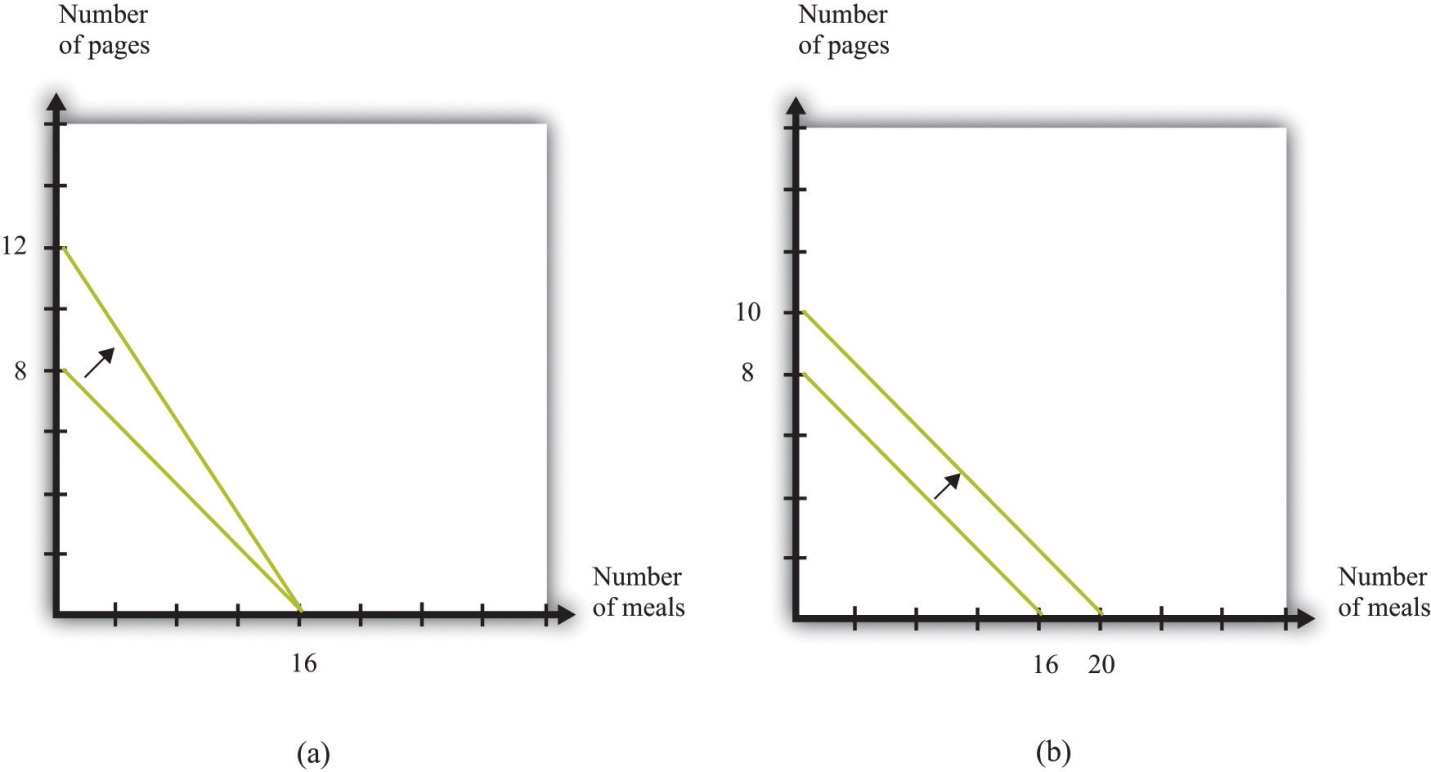 Number
of pages
12
8
16
Number
of meals
(a)
Number
of pages
10
8
16 20
Number
of meals
(b)